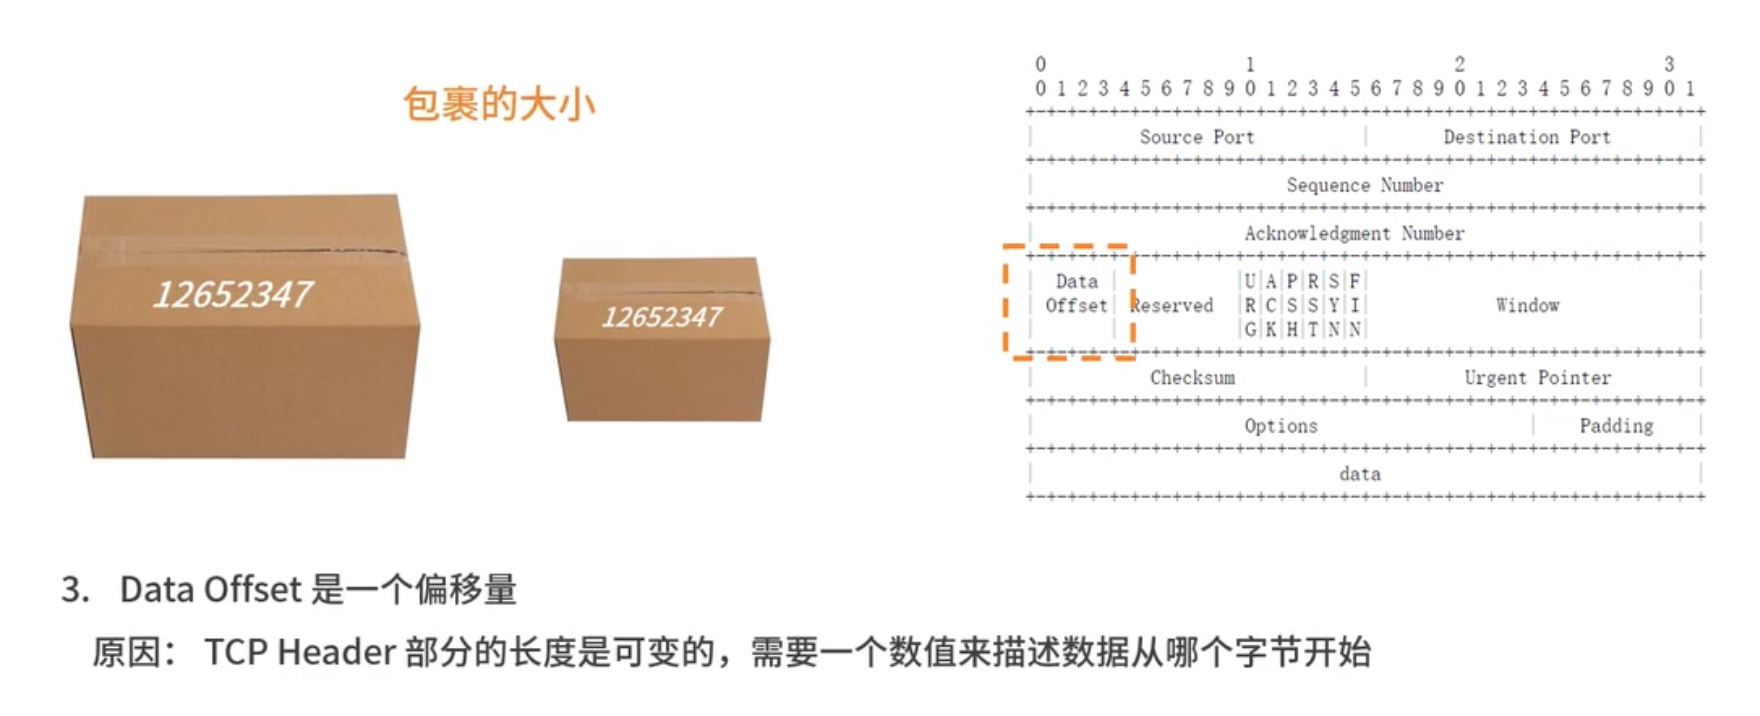 包裹的大小
12652347
12652347
0 1 2 3
0 1 2 3 4 5 6 7 8 9 0 1 2 3 4 5 6 7 8 9 0 1 2 3 4 5 6 7 8 9 0 1
Source Port Destination Port
Sequence Number
Acknowledgment Number
Data U|A|P|R|S|F
Offset Reserved R|C|S|S|Y|I Window
G|K|H|T|N|N
Checksum Urgent Pointer
Options Padding
data
3. Data Offset 是一个偏移量
原因： TCP Header 部分的长度是可变的，需要一个数值来描述数据从哪个字节开始